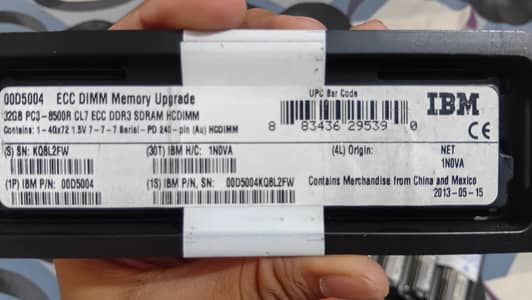 00D5004 ECC DIMM Memory Upgrade
32GB PC3-8500R CL7 ECC DDR3 SDRAM HCDIMM
Contains: 1- 4Gx72 1.5V 7-7-7 Serial-PD 240-pin (Au) HCDIMM
UPC Bar Code
8 83436 29539 0
IBM
CE
(S) SN: KQ8L2FW
(30T) IBM H/C: 1N0VA
(4L) Origin:
NET
1N0VA
(1P) IBM P/N: 00D5004
(1S) IBM P/N, SN: 00D5004KQ8L2FW
Contains Merchandise from China and Mexico
2013-05-15